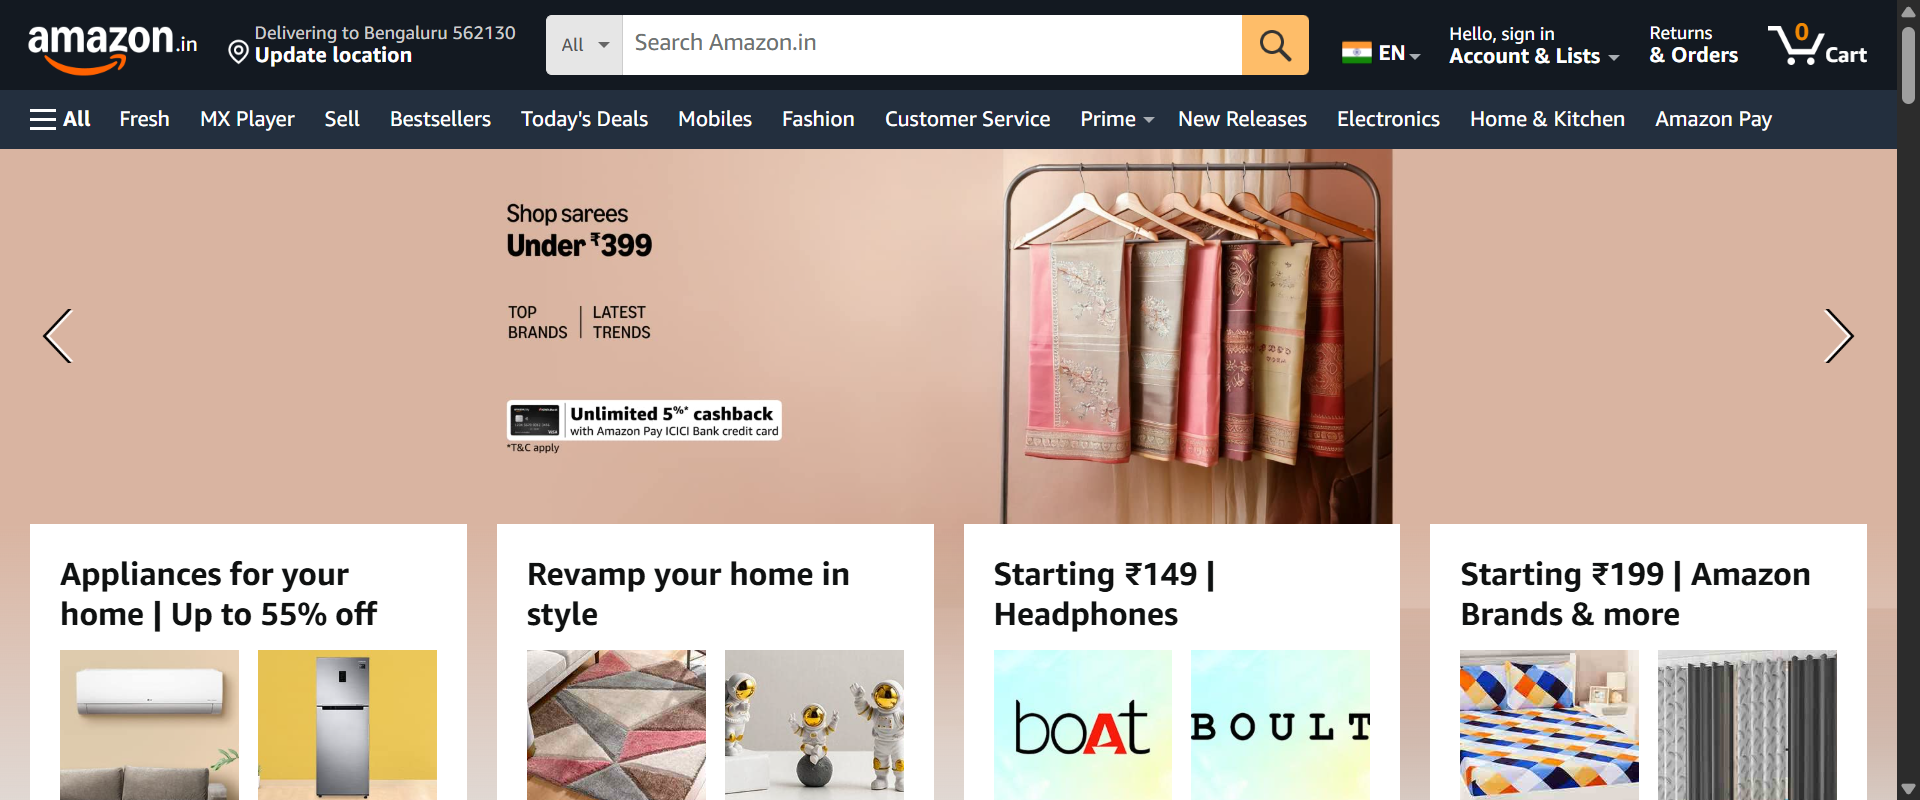 amazon.in
Delivering to Bengaluru 562130
Update location
All
Search Amazon.in
EN
Hello, sign in
Account & Lists
Returns
& Orders
0
Cart
All
Fresh
MX Player
Sell
Bestsellers
Today's Deals
Mobiles
Fashion
Customer Service
Prime
New Releases
Electronics
Home & Kitchen
Amazon Pay
Shop sarees
Under ₹399
TOP
BRANDS
LATEST
TRENDS
Unlimited 5%* cashback
with Amazon Pay ICICI Bank credit card
*T&C apply
Appliances for your
home | Up to 55% off
Revamp your home in
style
Starting ₹149 |
Headphones
boAt
BOULT
Starting ₹199 | Amazon
Brands & more